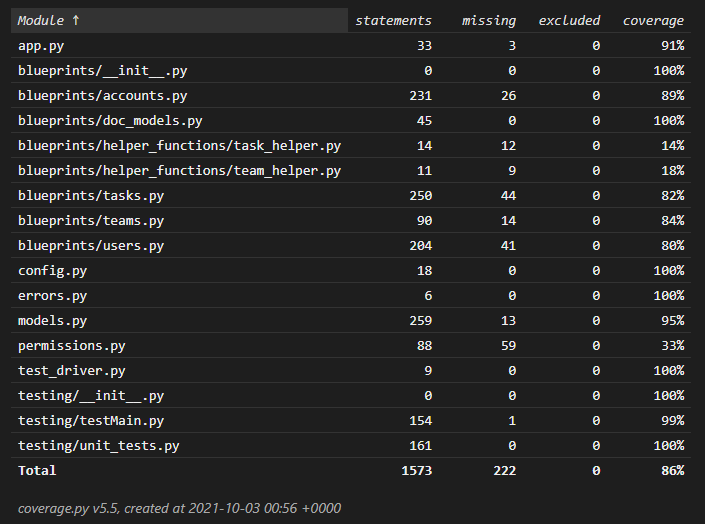 Module ↑ statements missing excluded coverage
app.py 33 3 0 91%
blueprints/__init__.py 0 0 0 100%
blueprints/accounts.py 231 26 0 89%
blueprints/doc_models.py 45 0 0 100%
blueprints/helper_functions/task_helper.py 14 12 0 14%
blueprints/helper_functions/team_helper.py 11 9 0 18%
blueprints/tasks.py 250 44 0 82%
blueprints/teams.py 90 14 0 84%
blueprints/users.py 204 41 0 80%
config.py 18 0 0 100%
errors.py 6 0 0 100%
models.py 259 13 0 95%
permissions.py 88 59 0 33%
test_driver.py 9 0 0 100%
testing/__init__.py 0 0 0 100%
testing/testMain.py 154 1 0 99%
testing/unit_tests.py 161 0 0 100%
Total 1573 222 0 86%
coverage.py v5.5, created at 2021-10-03 00:56 +0000